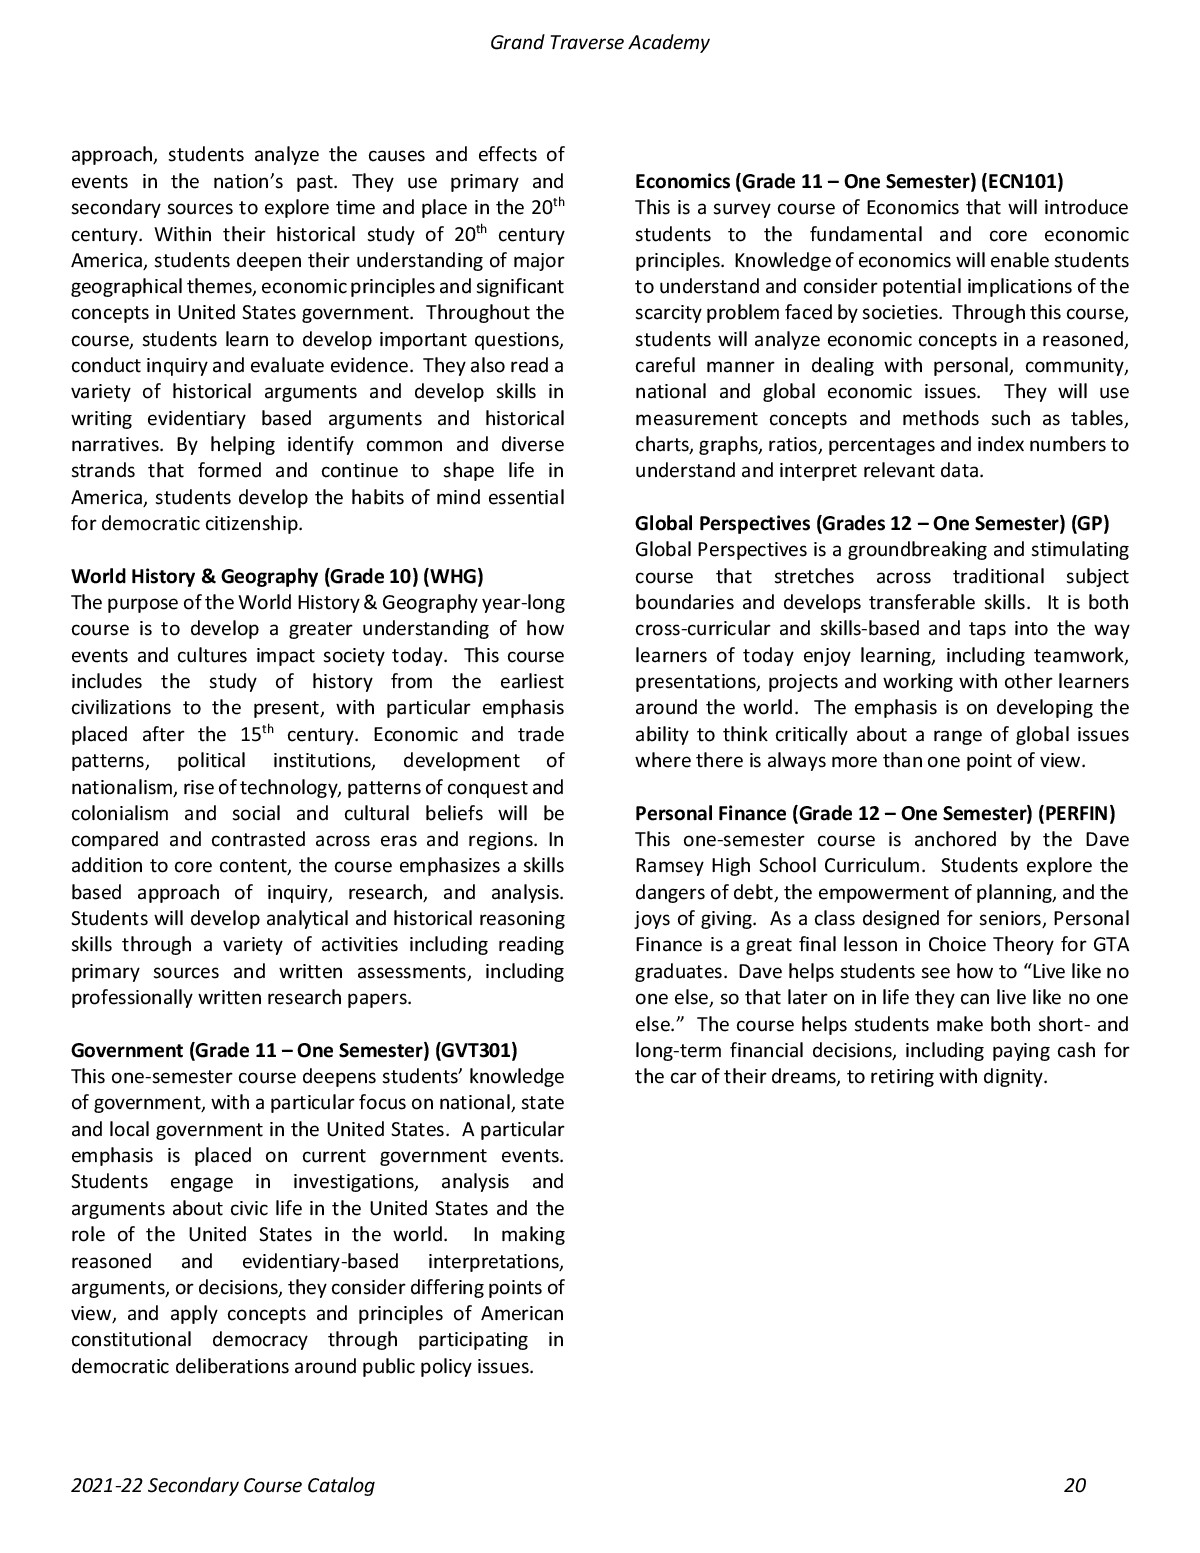 Grand Traverse Academy
approach, students analyze the causes and effects of
events in the nation’s past. They use primary and
secondary sources to explore time and place in the 20th
century. Within their historical study of 20th century
America, students deepen their understanding of major
geographical themes, economic principles and significant
concepts in United States government. Throughout the
course, students learn to develop important questions,
conduct inquiry and evaluate evidence. They also read a
variety of historical arguments and develop skills in
writing evidentiary based arguments and historical
narratives. By helping identify common and diverse
strands that formed and continue to shape life in
America, students develop the habits of mind essential
for democratic citizenship.
World History & Geography (Grade 10) (WHG)
The purpose of the World History & Geography year-long
course is to develop a greater understanding of how
events and cultures impact society today. This course
includes the study of history from the earliest
civilizations to the present, with particular emphasis
placed after the 15th century. Economic and trade
patterns, political institutions, development of
nationalism, rise of technology, patterns of conquest and
colonialism and social and cultural beliefs will be
compared and contrasted across eras and regions. In
addition to core content, the course emphasizes a skills
based approach of inquiry, research, and analysis.
Students will develop analytical and historical reasoning
skills through a variety of activities including reading
primary sources and written assessments, including
professionally written research papers.
Government (Grade 11 – One Semester) (GVT301)
This one-semester course deepens students’ knowledge
of government, with a particular focus on national, state
and local government in the United States. A particular
emphasis is placed on current government events.
Students engage in investigations, analysis and
arguments about civic life in the United States and the
role of the United States in the world. In making
reasoned and evidentiary-based interpretations,
arguments, or decisions, they consider differing points of
view, and apply concepts and principles of American
constitutional democracy through participating in
democratic deliberations around public policy issues.
Economics (Grade 11 – One Semester) (ECN101)
This is a survey course of Economics that will introduce
students to the fundamental and core economic
principles. Knowledge of economics will enable students
to understand and consider potential implications of the
scarcity problem faced by societies. Through this course,
students will analyze economic concepts in a reasoned,
careful manner in dealing with personal, community,
national and global economic issues. They will use
measurement concepts and methods such as tables,
charts, graphs, ratios, percentages and index numbers to
understand and interpret relevant data.
Global Perspectives (Grades 12 – One Semester) (GP)
Global Perspectives is a groundbreaking and stimulating
course that stretches across traditional subject
boundaries and develops transferable skills. It is both
cross-curricular and skills-based and taps into the way
learners of today enjoy learning, including teamwork,
presentations, projects and working with other learners
around the world. The emphasis is on developing the
ability to think critically about a range of global issues
where there is always more than one point of view.
Personal Finance (Grade 12 – One Semester) (PERFIN)
This one-semester course is anchored by the Dave
Ramsey High School Curriculum. Students explore the
dangers of debt, the empowerment of planning, and the
joys of giving. As a class designed for seniors, Personal
Finance is a great final lesson in Choice Theory for GTA
graduates. Dave helps students see how to “Live like no
one else, so that later on in life they can live like no one
else.” The course helps students make both short- and
long-term financial decisions, including paying cash for
the car of their dreams, to retiring with dignity.
2021-22 Secondary Course Catalog 20